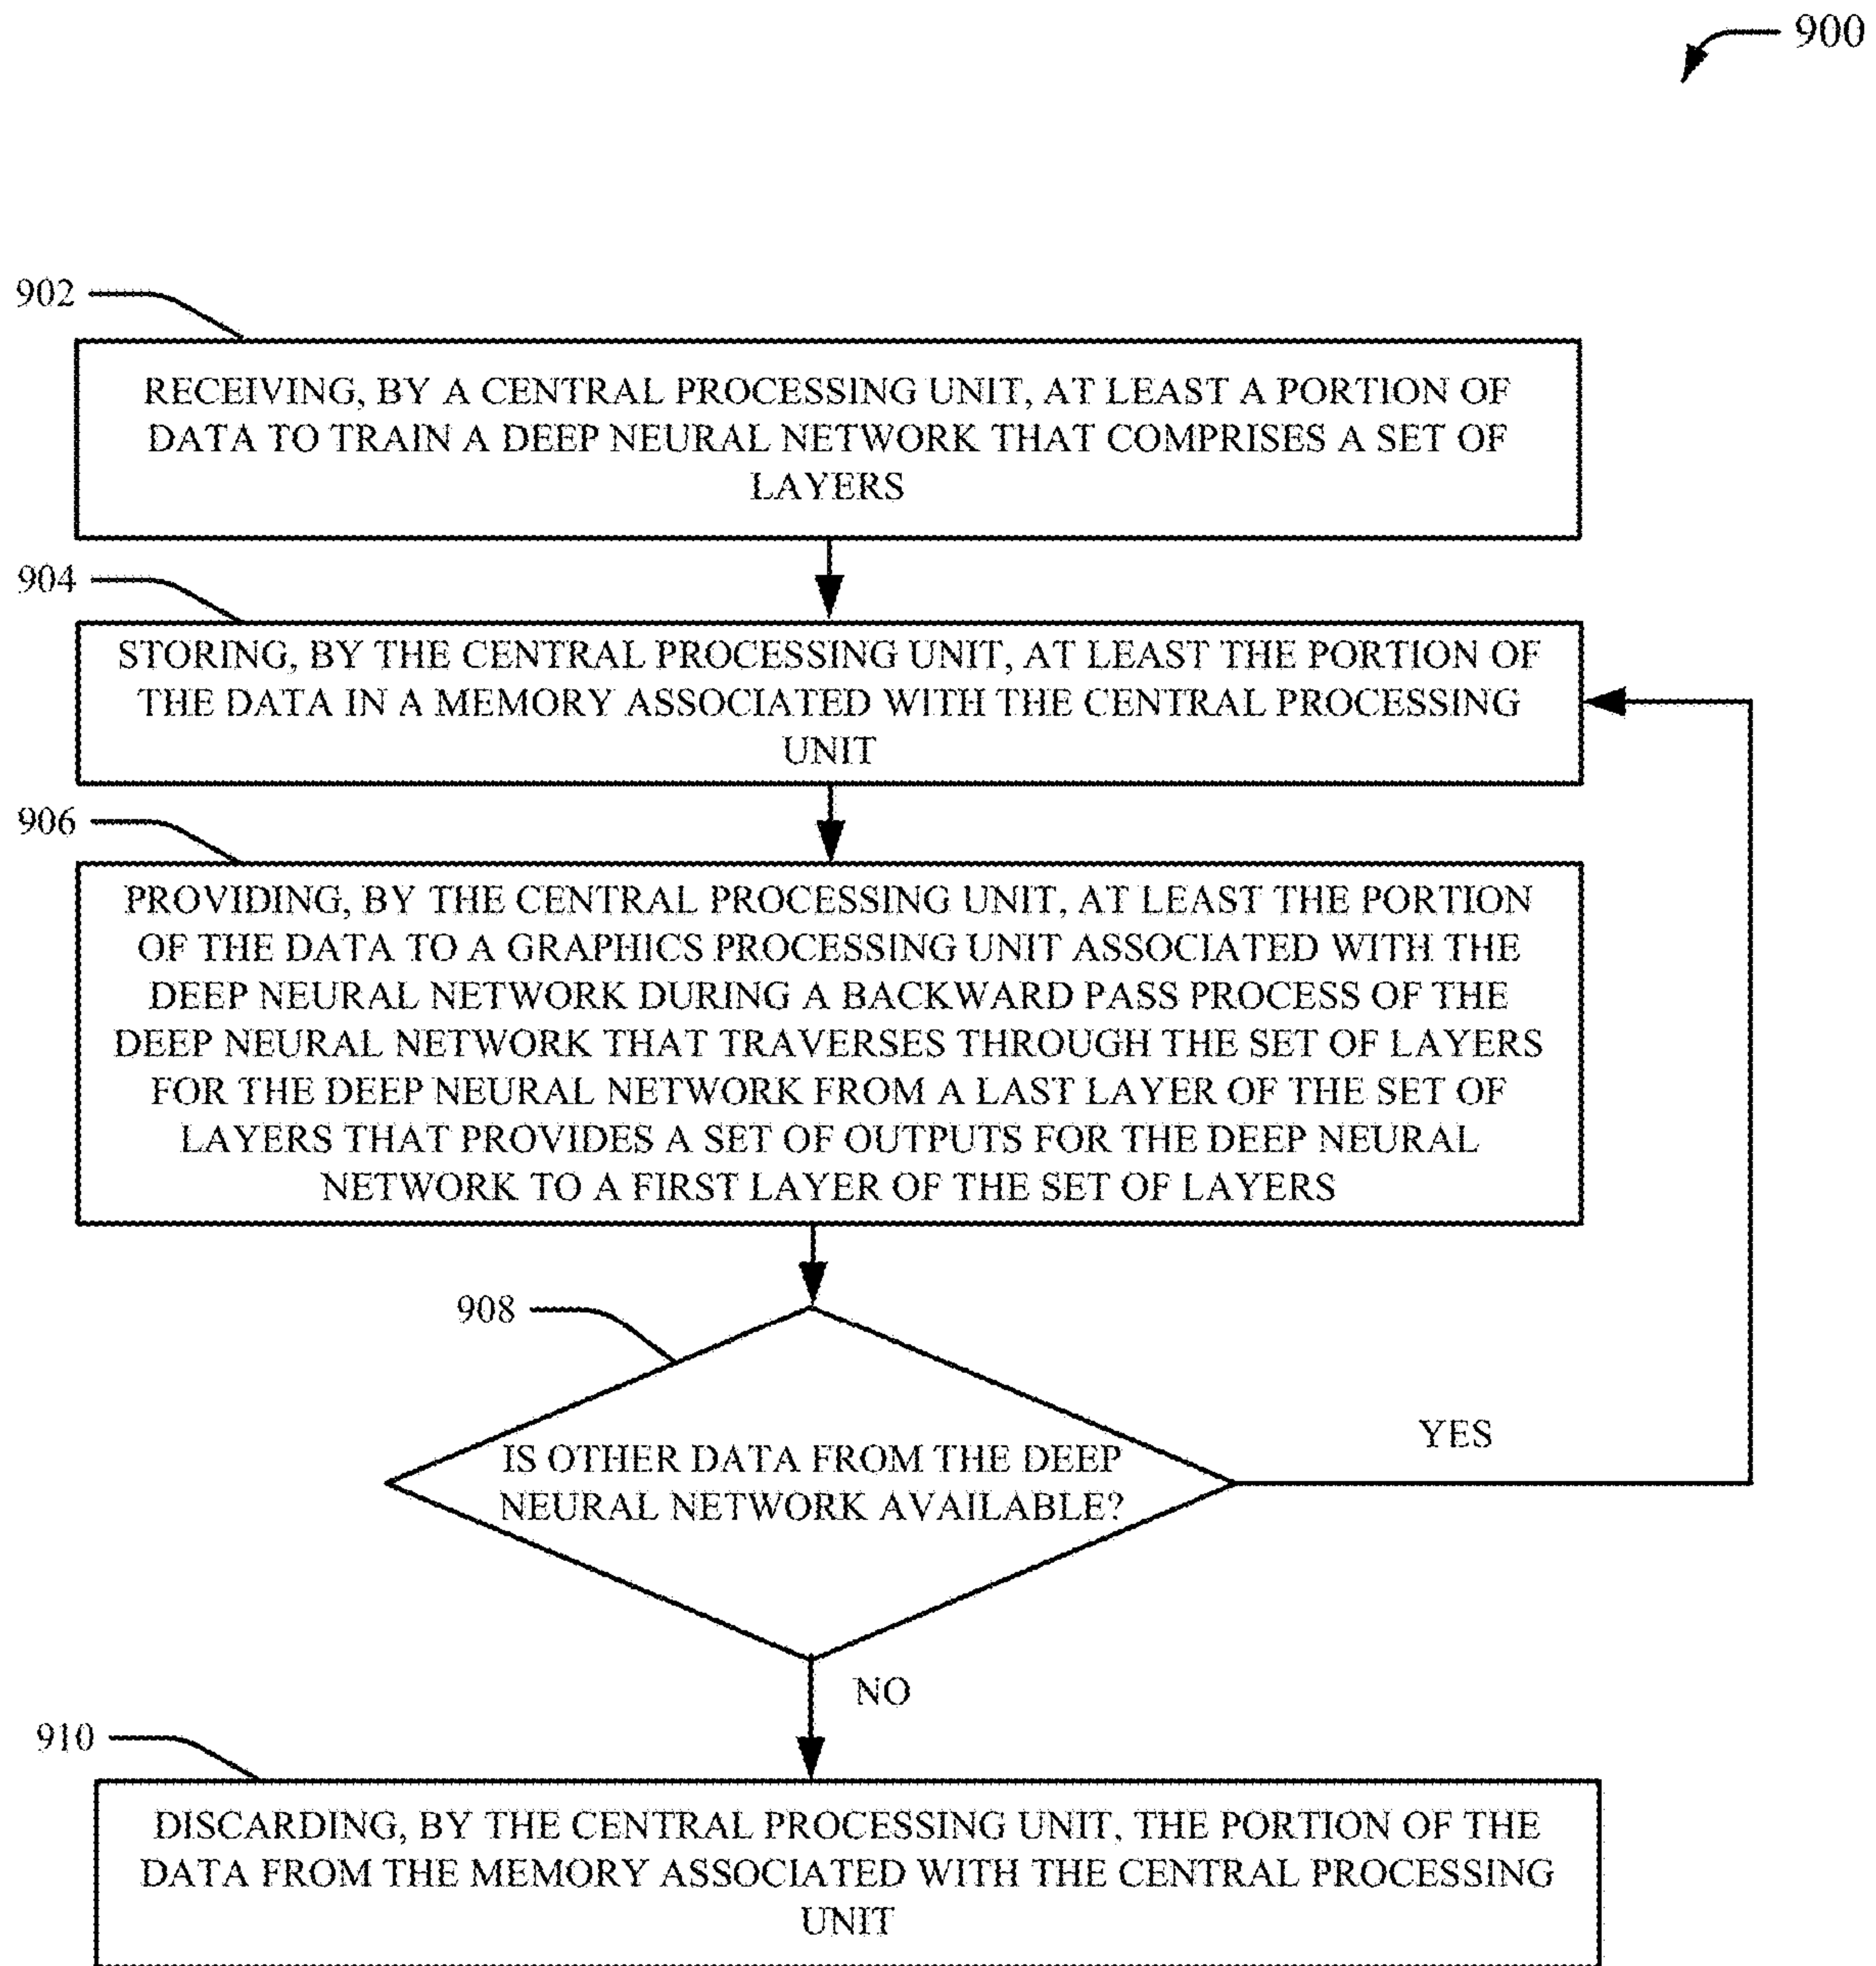 900
902
RECEIVING, BY A CENTRAL PROCESSING UNIT, AT LEAST A PORTION OF
DATA TO TRAIN A DEEP NEURAL NETWORK THAT COMPRISES A SET OF
LAYERS
904
STORING, BY THE CENTRAL PROCESSING UNIT, AT LEAST THE PORTION OF
THE DATA IN A MEMORY ASSOCIATED WITH THE CENTRAL PROCESSING
UNIT
906
PROVIDING, BY THE CENTRAL PROCESSING UNIT, AT LEAST THE PORTION
OF THE DATA TO A GRAPHICS PROCESSING UNIT ASSOCIATED WITH THE
DEEP NEURAL NETWORK DURING A BACKWARD PASS PROCESS OF THE
DEEP NEURAL NETWORK THAT TRAVERSES THROUGH THE SET OF LAYERS
FOR THE DEEP NEURAL NETWORK FROM A LAST LAYER OF THE SET OF
LAYERS THAT PROVIDES A SET OF OUTPUTS FOR THE DEEP NEURAL
NETWORK TO A FIRST LAYER OF THE SET OF LAYERS
908
IS OTHER DATA FROM THE DEEP
NEURAL NETWORK AVAILABLE?
YES
NO
910
DISCARDING, BY THE CENTRAL PROCESSING UNIT, THE PORTION OF THE
DATA FROM THE MEMORY ASSOCIATED WITH THE CENTRAL PROCESSING
UNIT